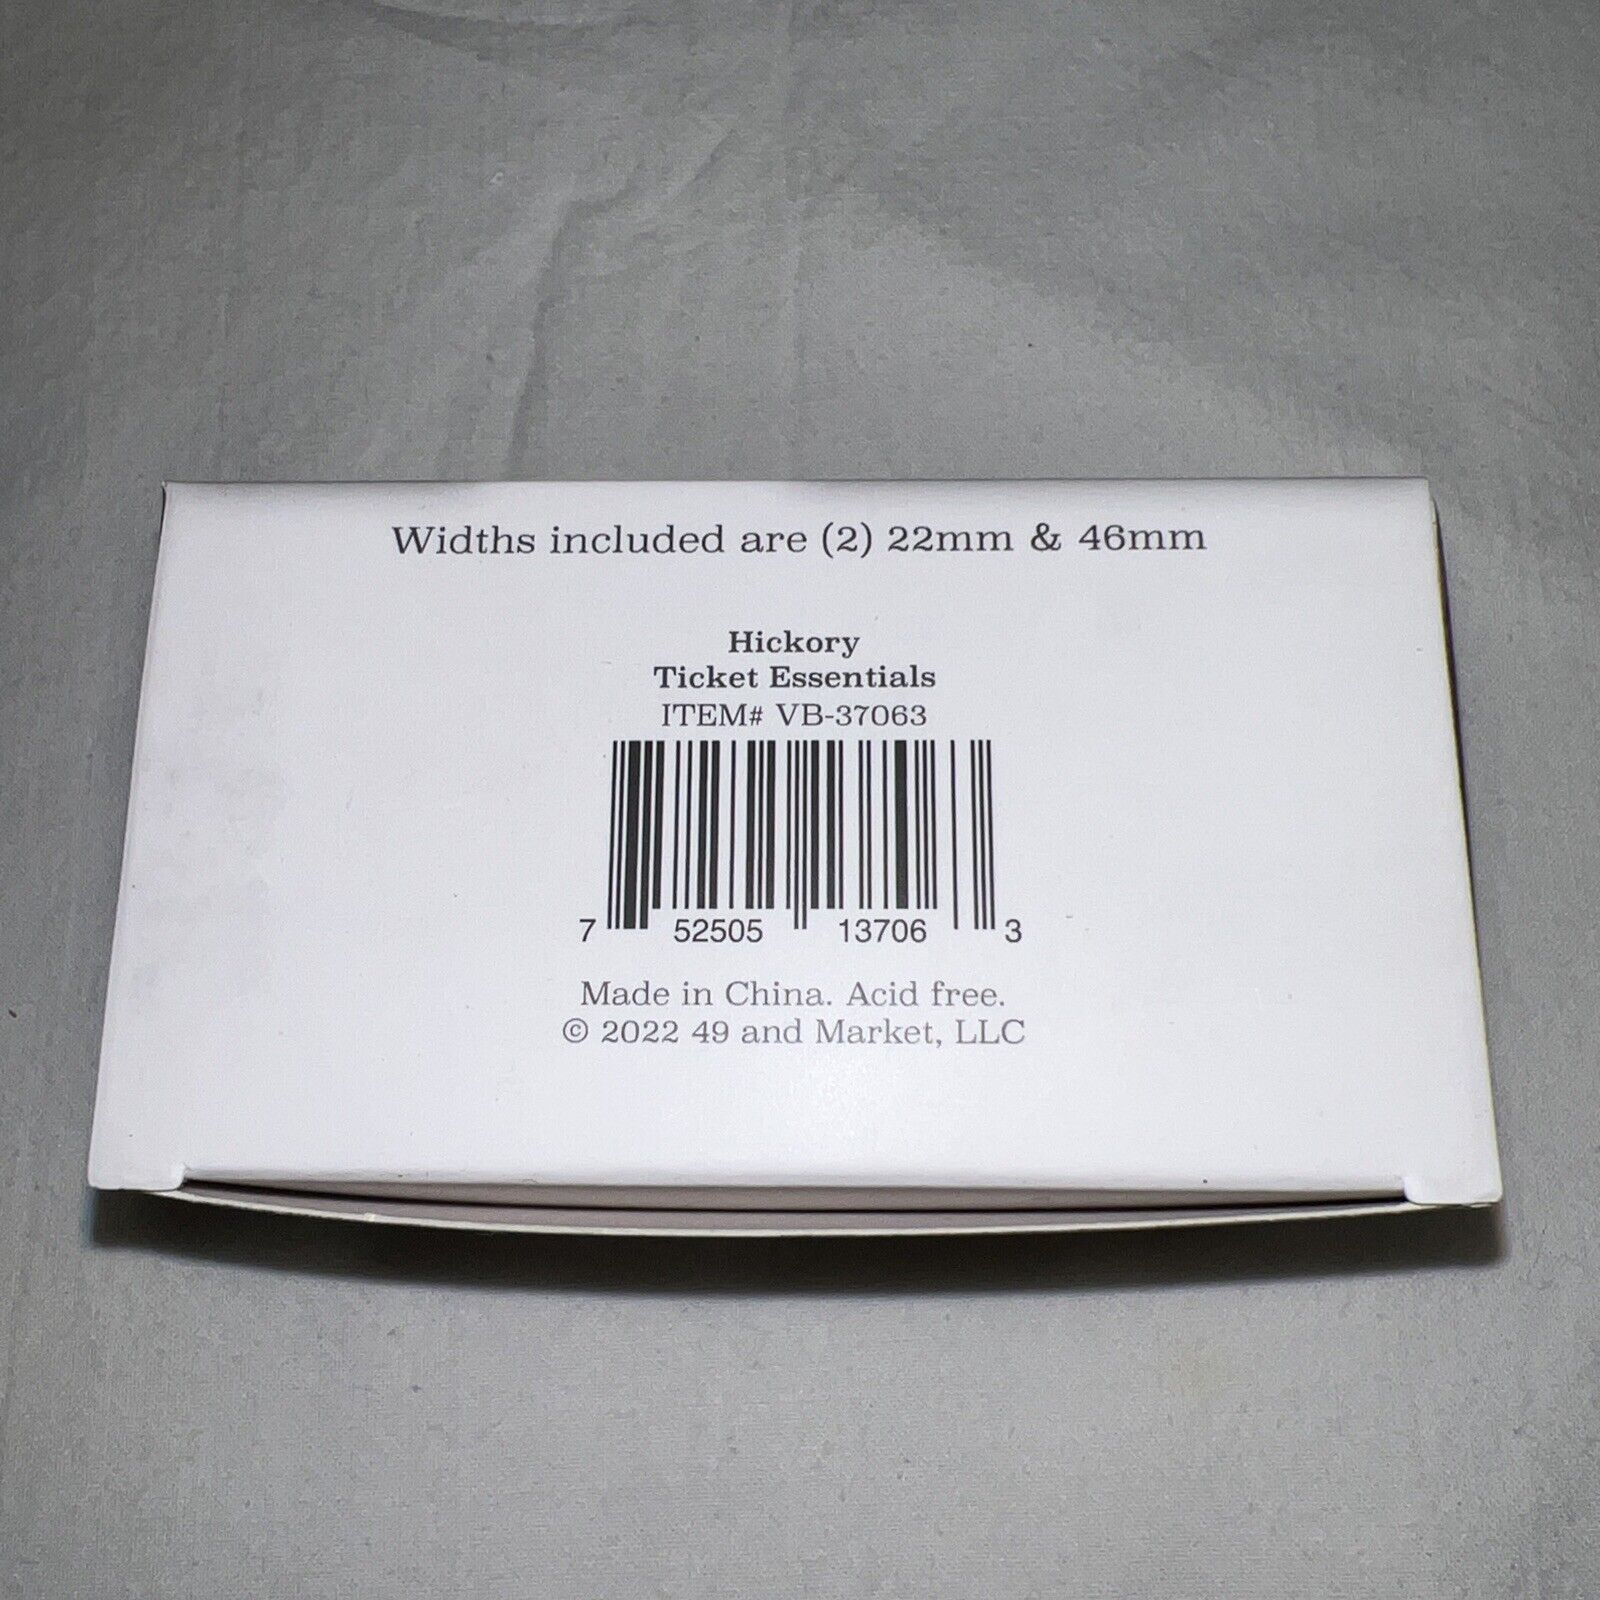 Widths included are (2) 22mm & 46mm
Hickory
Ticket Essentials
ITEM# VB-37063
7 52505 13706 3
Made in China. Acid free.
© 2022 49 and Market, LLC